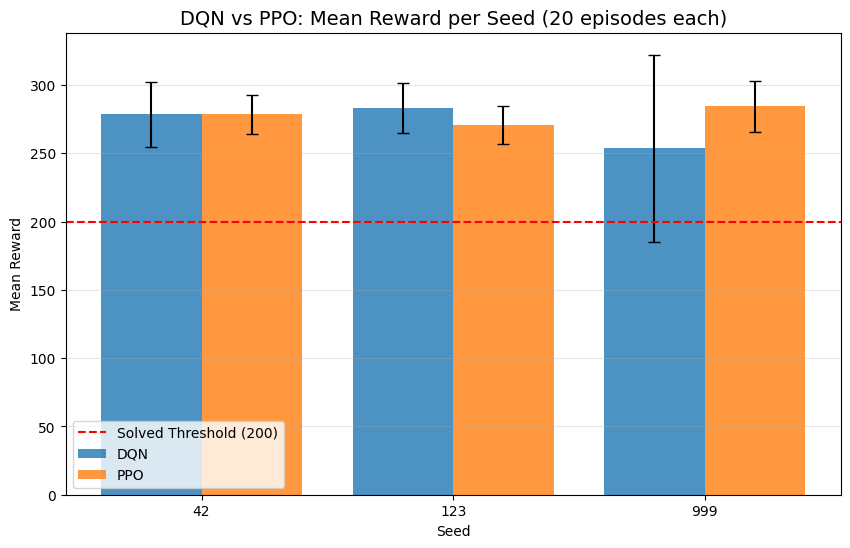 DQN vs PPO: Mean Reward per Seed (20 episodes each)
Mean Reward
300
250
200
150
100
50
0
Solved Threshold (200)
DQN
PPO
42
123
999
Seed